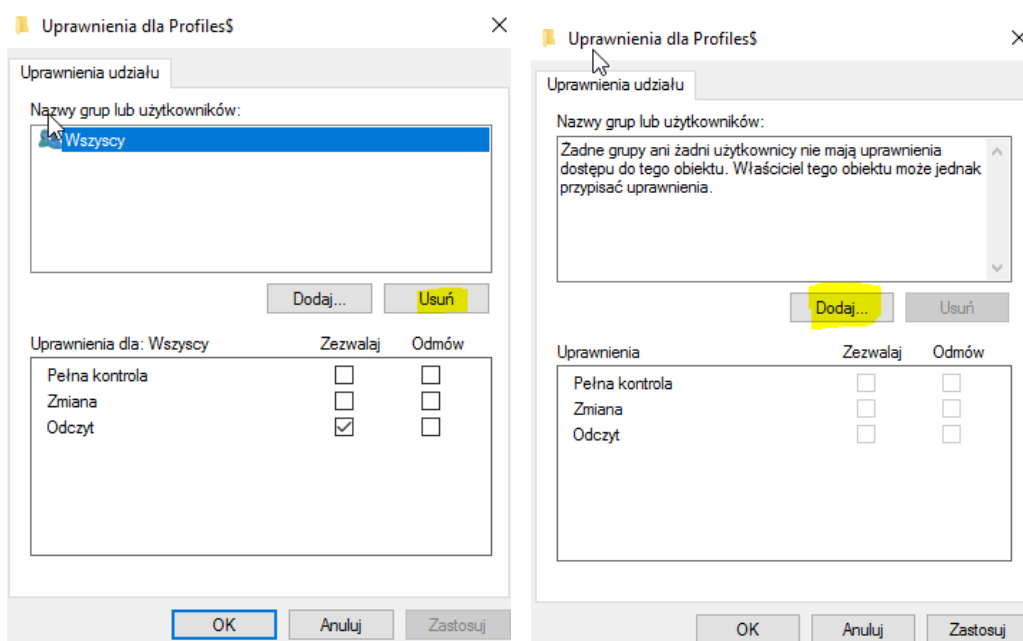 Uprawnienia dla Profiles$
Uprawnienia udziału
Nazwy grup lub użytkowników:
Wszyscy
Dodaj...
Usuń
Uprawnienia dla: Wszyscy
Zezwalaj
Odmów
Pełna kontrola
Zmiana
Odczyt
OK
Anuluj
Zastosuj
Uprawnienia dla Profiles$
Uprawnienia udziału
Nazwy grup lub użytkowników:
Żadne grupy ani żadni użytkownicy nie mają uprawnienia
dostępu do tego obiektu. Właściciel tego obiektu może jednak
przypisać uprawnienia.
Dodaj...
Usuń
Uprawnienia
Zezwalaj
Odmów
Pełna kontrola
Zmiana
Odczyt
OK
Anuluj
Zastosuj